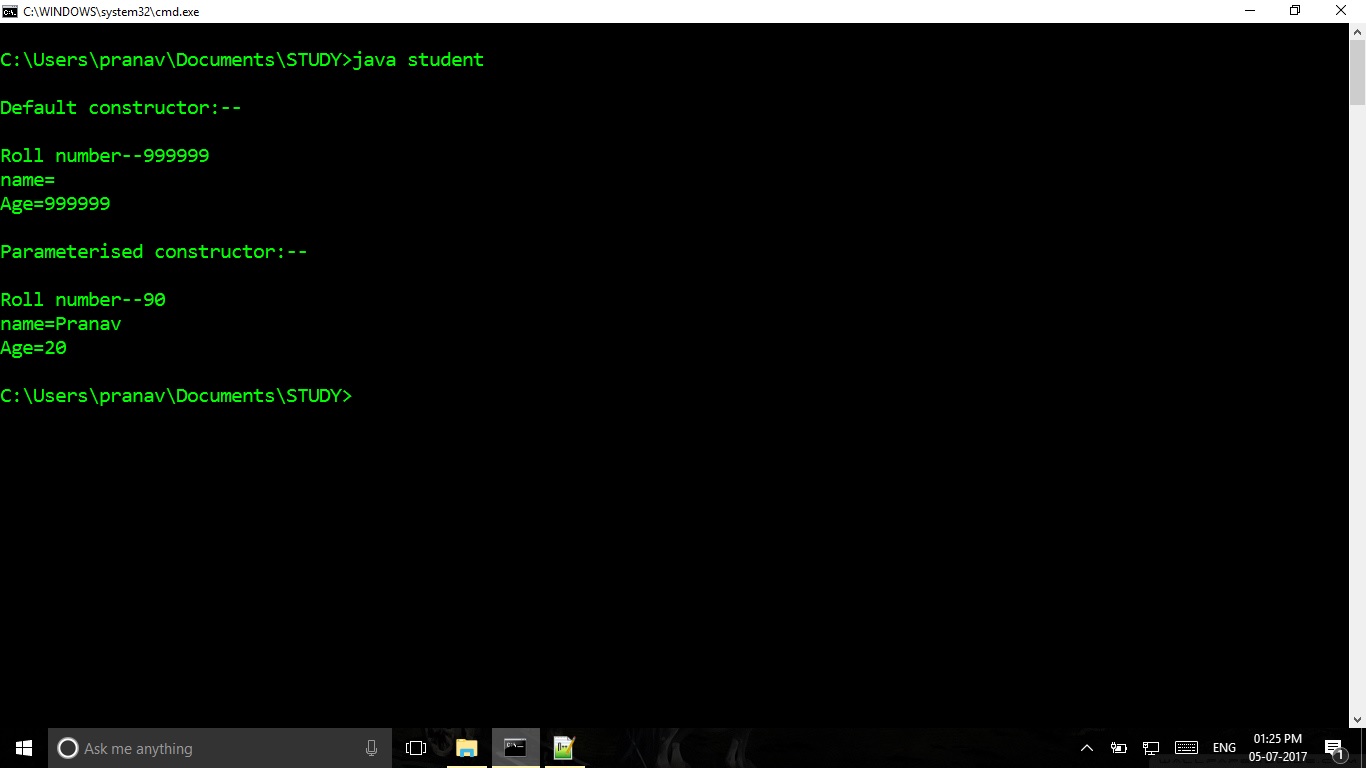 C:\WINDOWS\system32\cmd.exe
C:\Users\pranav\Documents\STUDY>java student
Default constructor:--
Roll number--999999
name=
Age=999999
Parameterised constructor:--
Roll number--90
name=Pranav
Age=20
C:\Users\pranav\Documents\STUDY>
Ask me anything
ENG
01:25 PM
05-07-2017
1